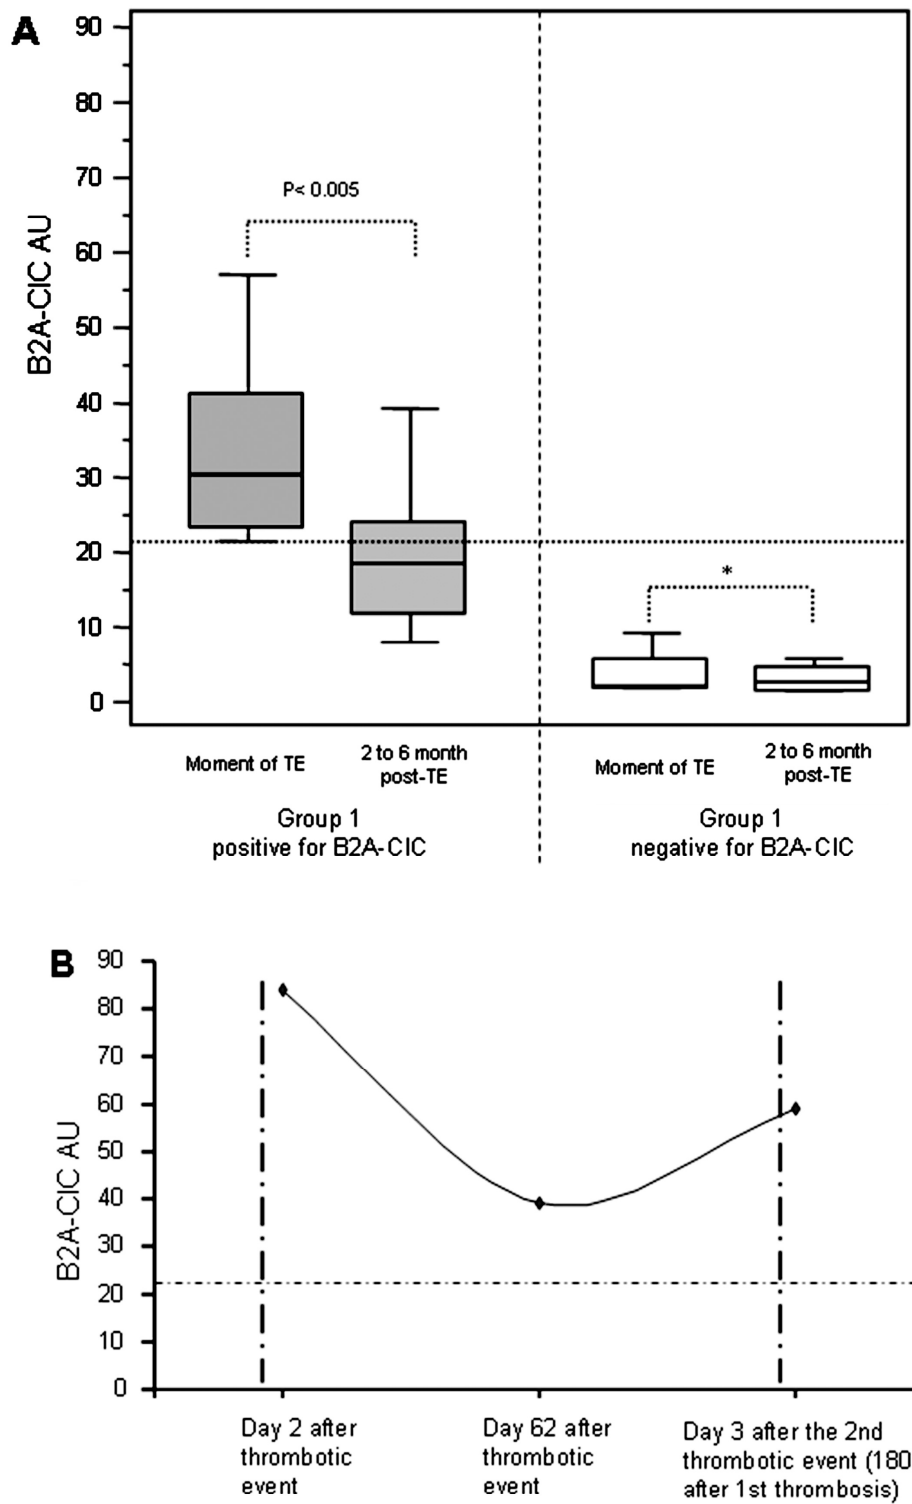 A
90
80
70
60
50
40
30
20
10
0
B2A-CIC AU
P< 0.005
*
Moment of TE
2 to 6 month
post-TE
Moment of TE
2 to 6 month
post-TE
Group 1
positive for B2A-CIC
Group 1
negative for B2A-CIC
B
90
80
70
60
50
40
30
20
10
0
B2A-CIC AU
Day 2 after
thrombotic
event
Day 62 after
thrombotic
event
Day 3 after the 2nd
thrombotic event (180
after 1st thrombosis)